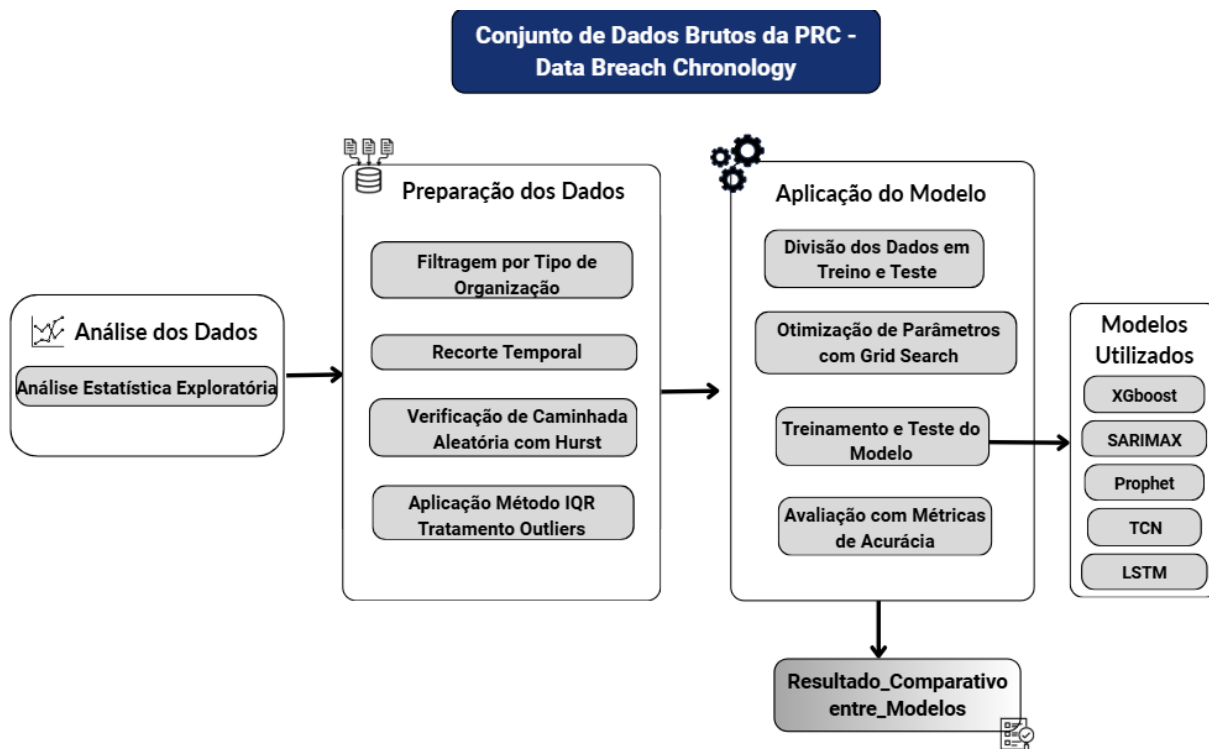 Conjunto de Dados Brutos da PRC -
Data Breach Chronology
Análise dos Dados
Análise Estatística Exploratória
Preparação dos Dados
Filtragem por Tipo de
Organização
Recorte Temporal
Verificação de Caminhada
Aleatória com Hurst
Aplicação Método IQR
Tratamento Outliers
Aplicação do Modelo
Divisão dos Dados em
Treino e Teste
Otimização de Parâmetros
com Grid Search
Treinamento e Teste do
Modelo
Avaliação com Métricas
de Acurácia
Modelos
Utilizados
XGboost
SARIMAX
Prophet
TCN
LSTM
Resultado_Comparativo
entre_Modelos